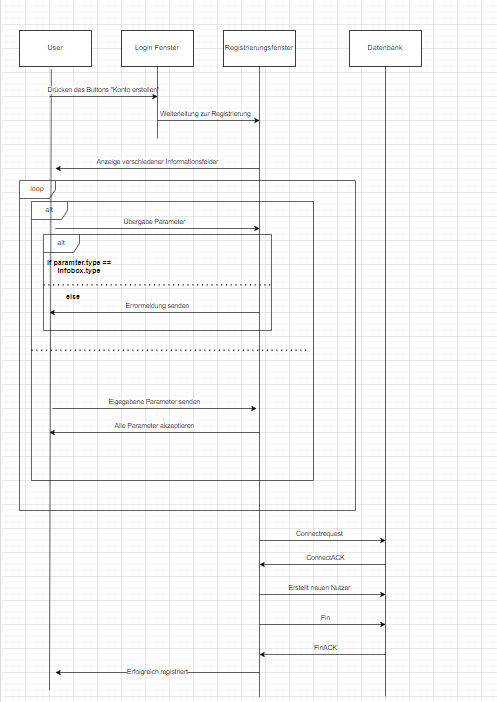 User
Login Fenster
Registrierungsfenster
Datenbank
Drücken des Buttons "Konto erstellen"
Weiterleitung zur Registrierung
Anzeige verschiedener Informationsfelder
loop
alt
Übergabe Parameter
alt
if paramter.type ==
infobox.type
else
Errormeldung senden
Eigegebene Parameter senden
Alle Parameter akzeptieren
Connectrequest
ConnectACK
Erstellt neuen Nutzer
Fin
FinACK
Erfolgreich registriert